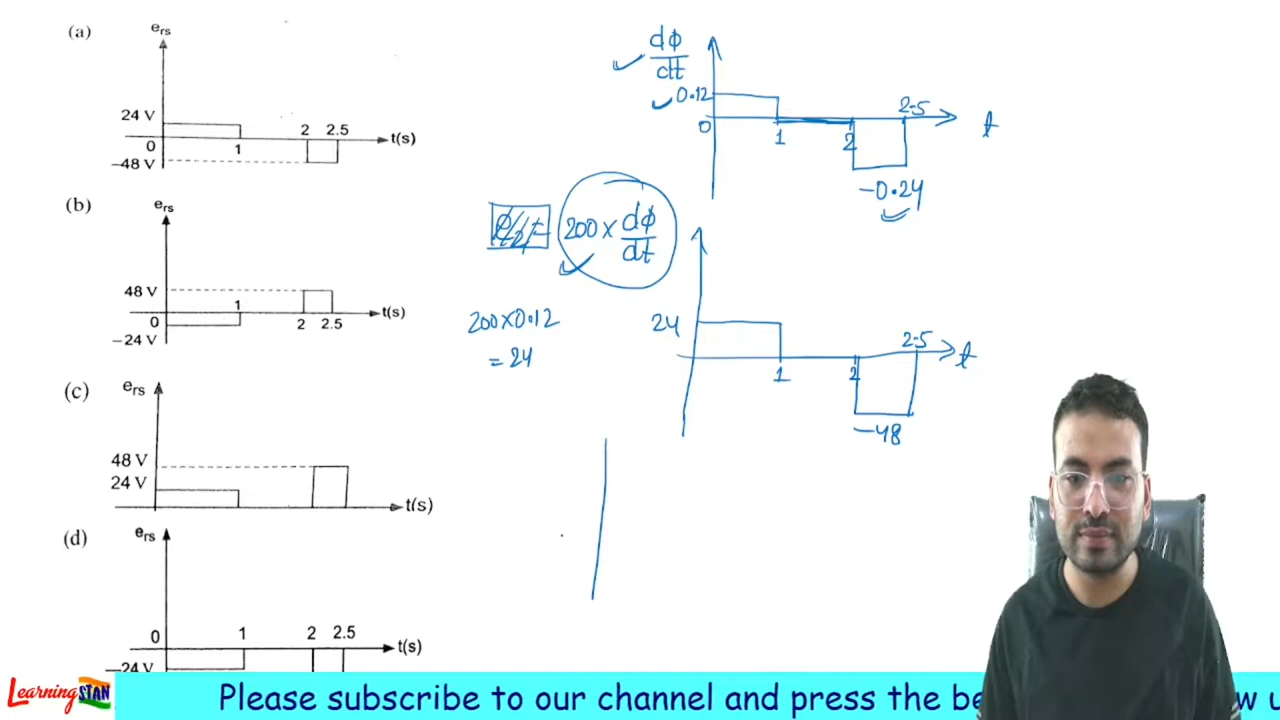 (a)
e_rs
24 V
0
−48 V
1
2
2.5
t(s)
(b)
e_rs
48 V
0
−24 V
1
2
2.5
t(s)
(c)
e_rs
48 V
24 V
t(s)
(d)
e_rs
0
1
2
2.5
t(s)
−24 V
dφ
dt
0.12
0
1
2
2.5
t
-0.24
200 × dφ
dt
200×0.12
= 24
24
1
2
2.5
t
-48
LearningSTAN
Please subscribe to our channel and press the be
w u